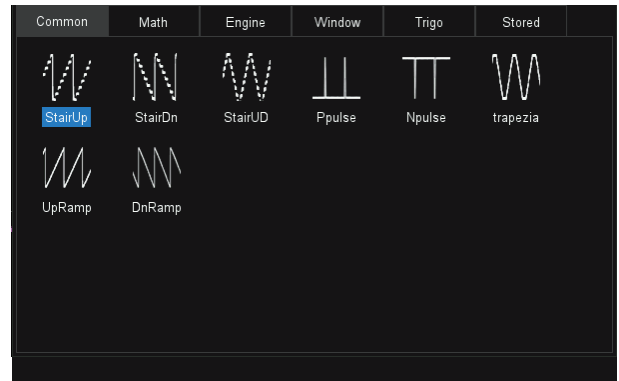 Common Math Engine Window Trigo Stored
StairUp StairDn StairUD Ppulse Npulse trapezia
UpRamp DnRamp